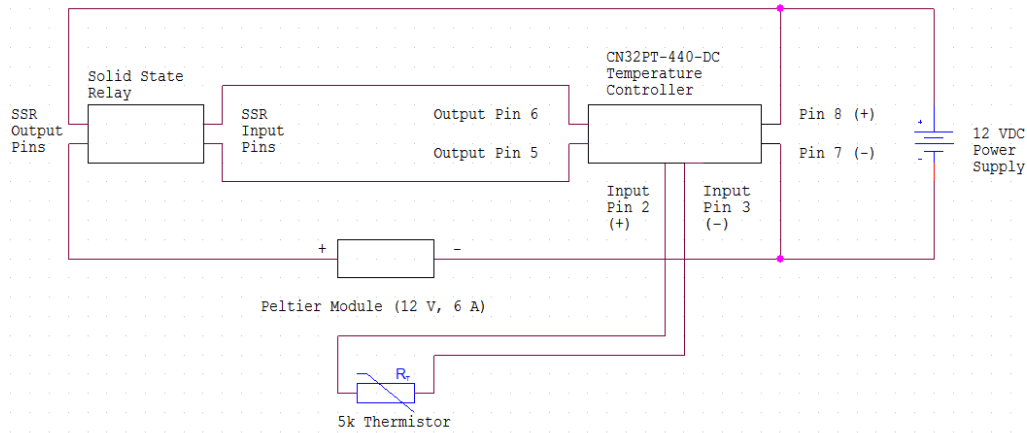 CN32PT-440-DC
Temperature
Controller
Solid State
Relay
SSR
Output
Pins
SSR
Input
Pins
Output Pin 6
Output Pin 5
Pin 8 (+)
Pin 7 (-)
+
-
12 VDC
Power
Supply
Input
Pin 2
(+)
Input
Pin 3
(-)
+
-
Peltier Module (12 V, 6 A)
RT
5k Thermistor